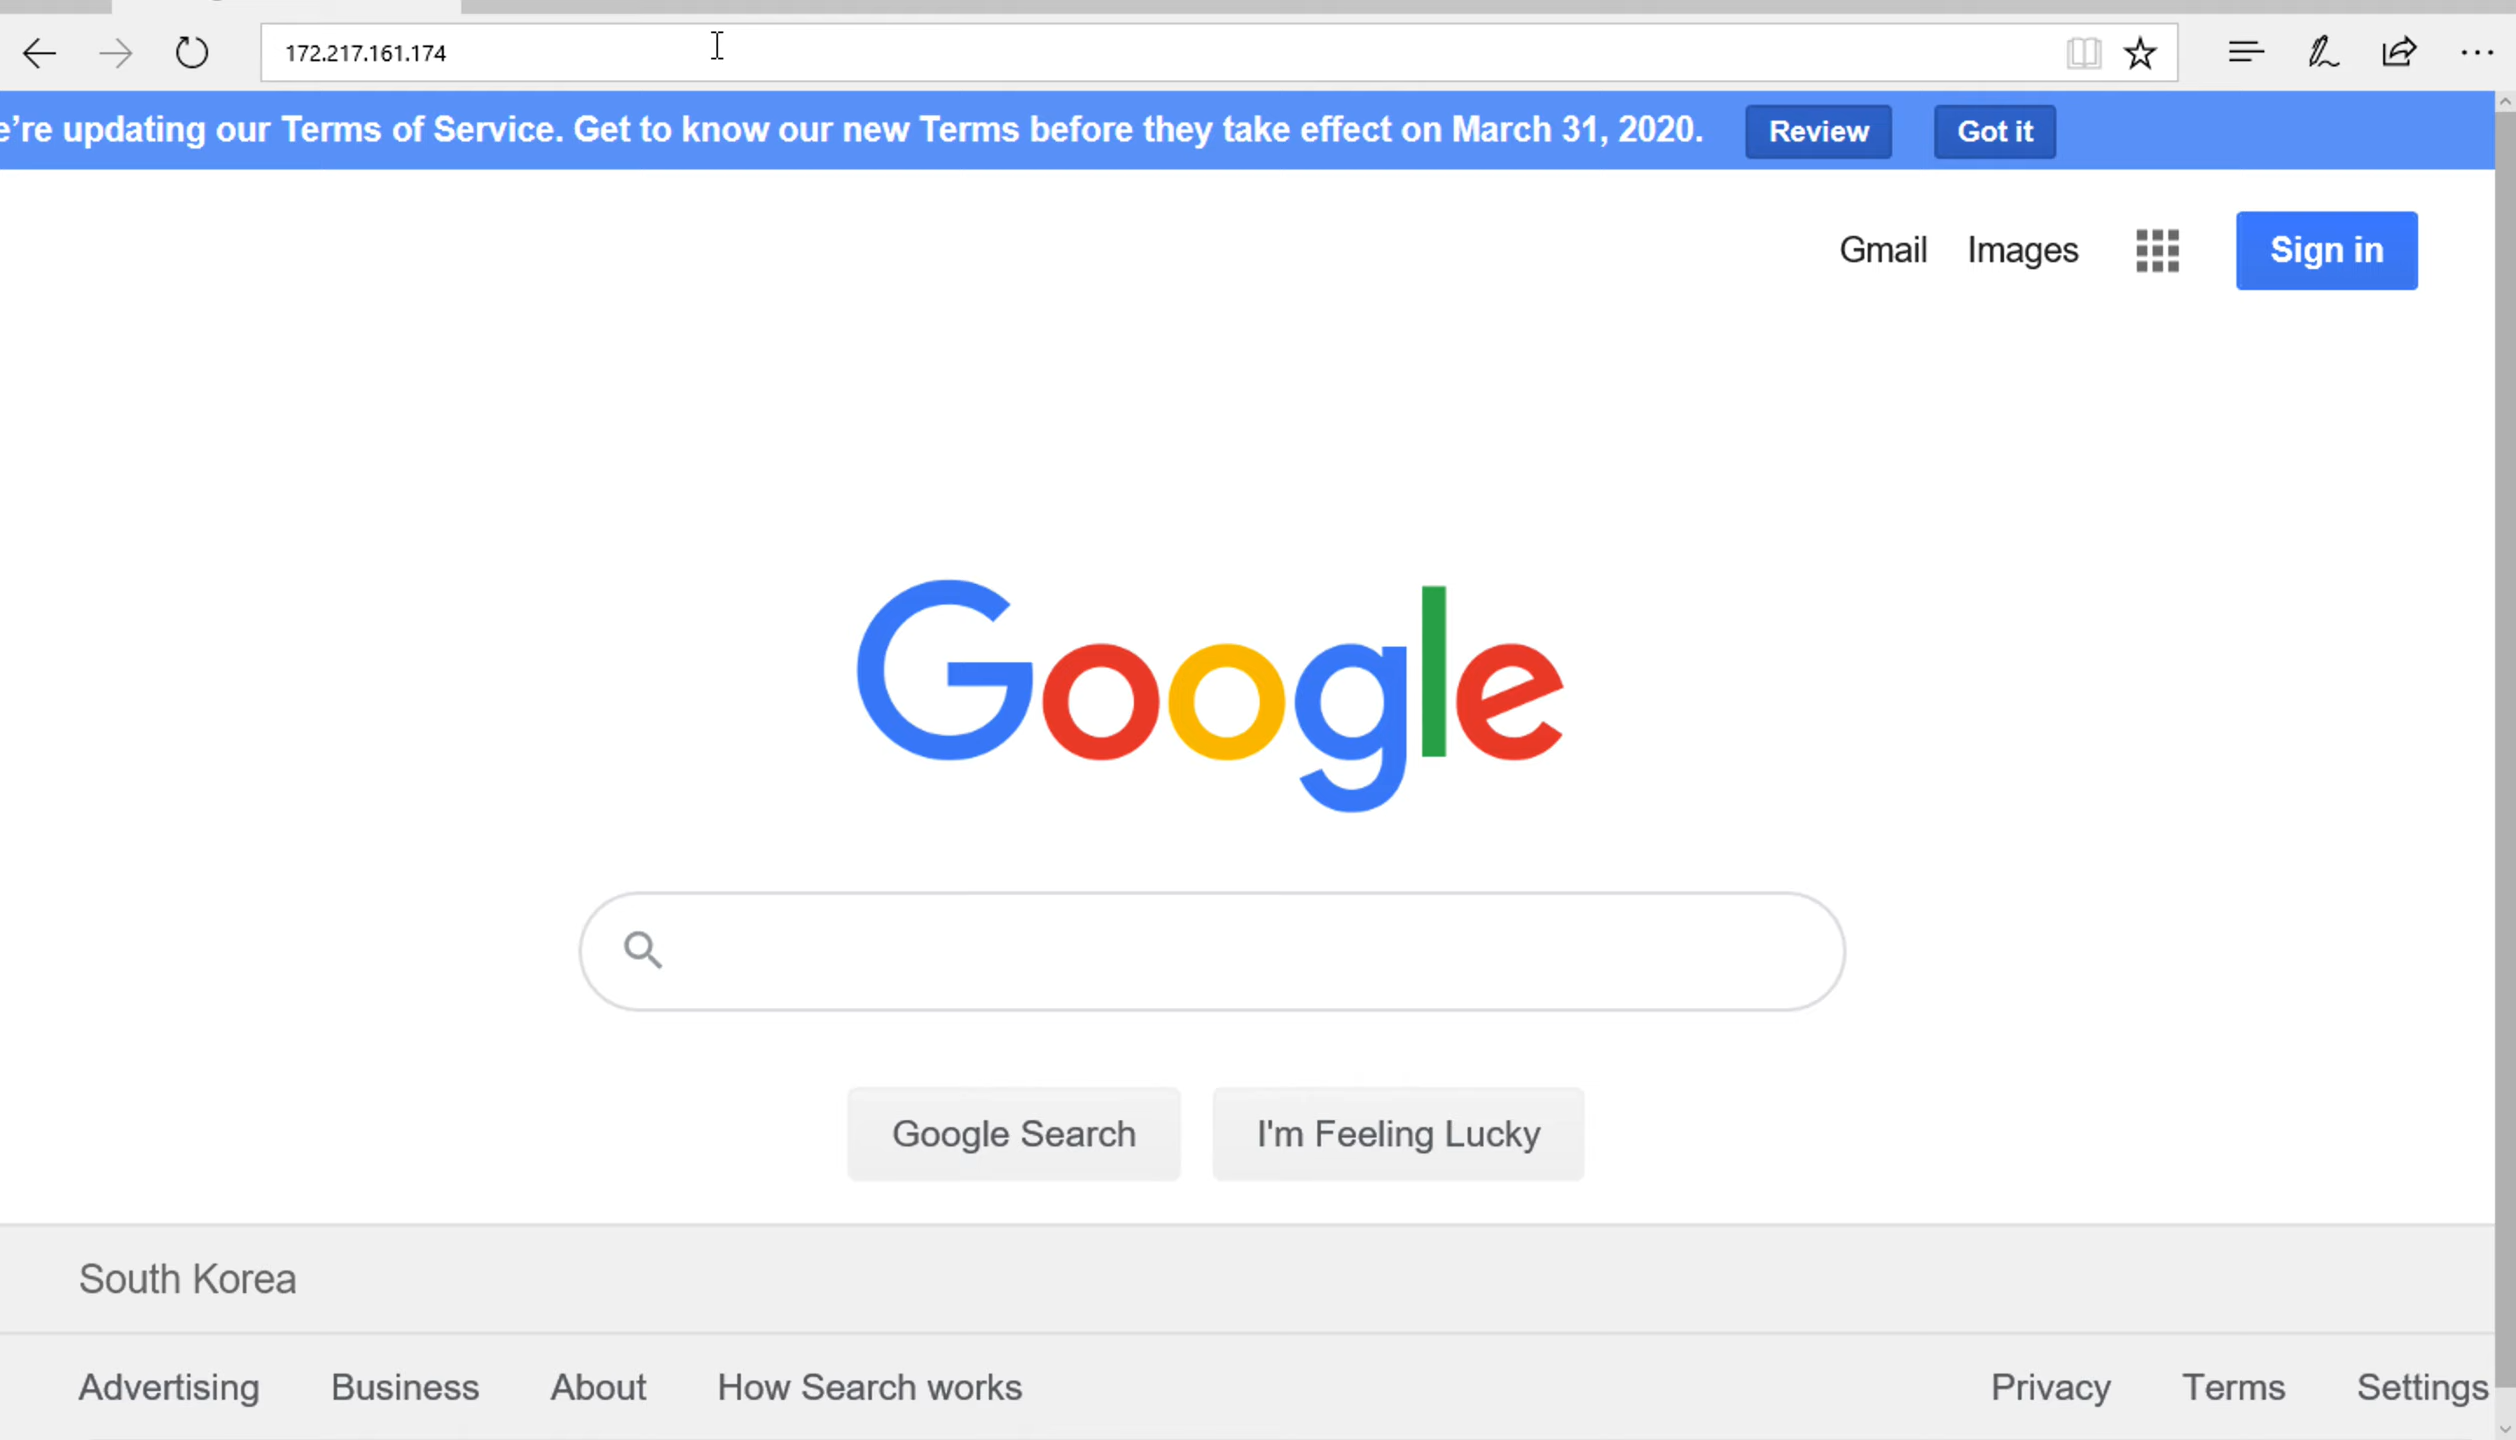 172.217.161.174
e're updating our Terms of Service. Get to know our new Terms before they take effect on March 31, 2020. Review Got it
Gmail Images Sign in
Google
Google Search I'm Feeling Lucky
South Korea
Advertising Business About How Search works Privacy Terms Settings